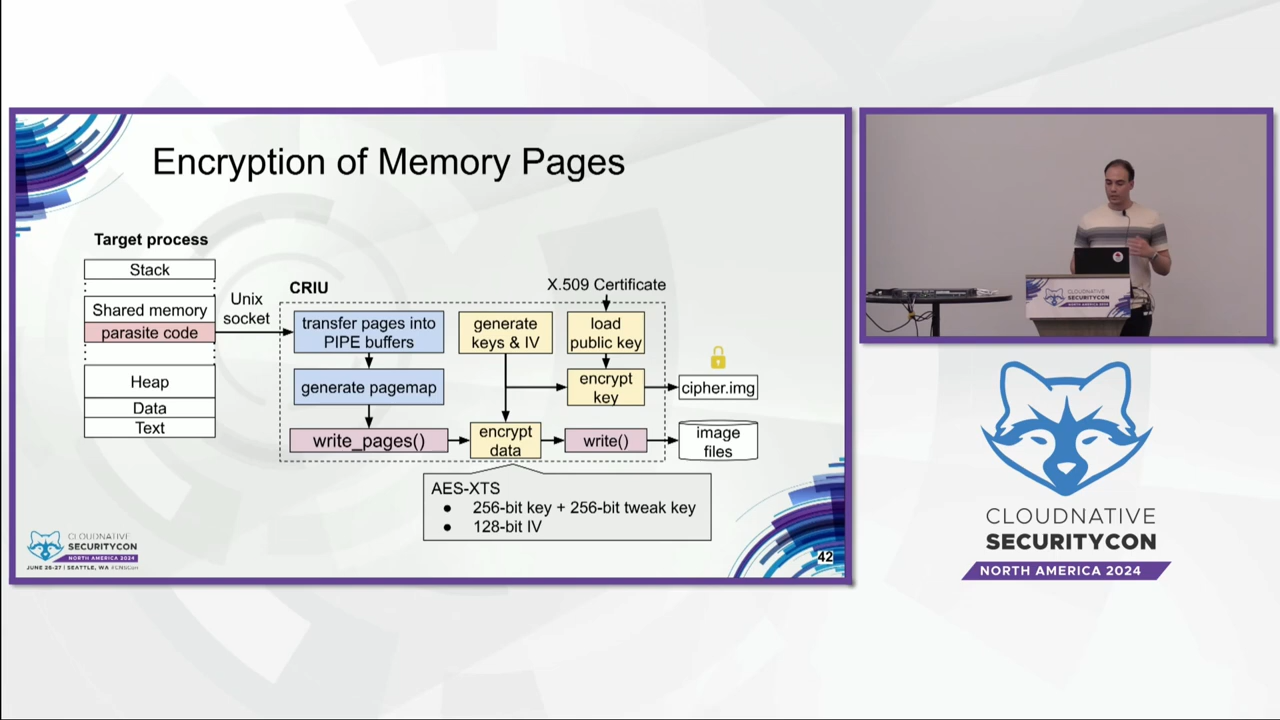 Encryption of Memory Pages
Target process
Stack
Shared memory
parasite code
Heap
Data
Text
Unix
socket
CRIU
X.509 Certificate
transfer pages into
PIPE buffers
generate
keys & IV
load
public key
generate pagemap
encrypt
key
cipher.img
write_pages()
encrypt
data
write()
image
files
AES-XTS
● 256-bit key + 256-bit tweak key
● 128-bit IV
CLOUDNATIVE
SECURITYCON
NORTH AMERICA 2024
JUNE 26-27 | SEATTLE, WA #CNSCon
42
CLOUDNATIVE
SECURITYCON
CLOUDNATIVE
SECURITYCON
NORTH AMERICA 2024